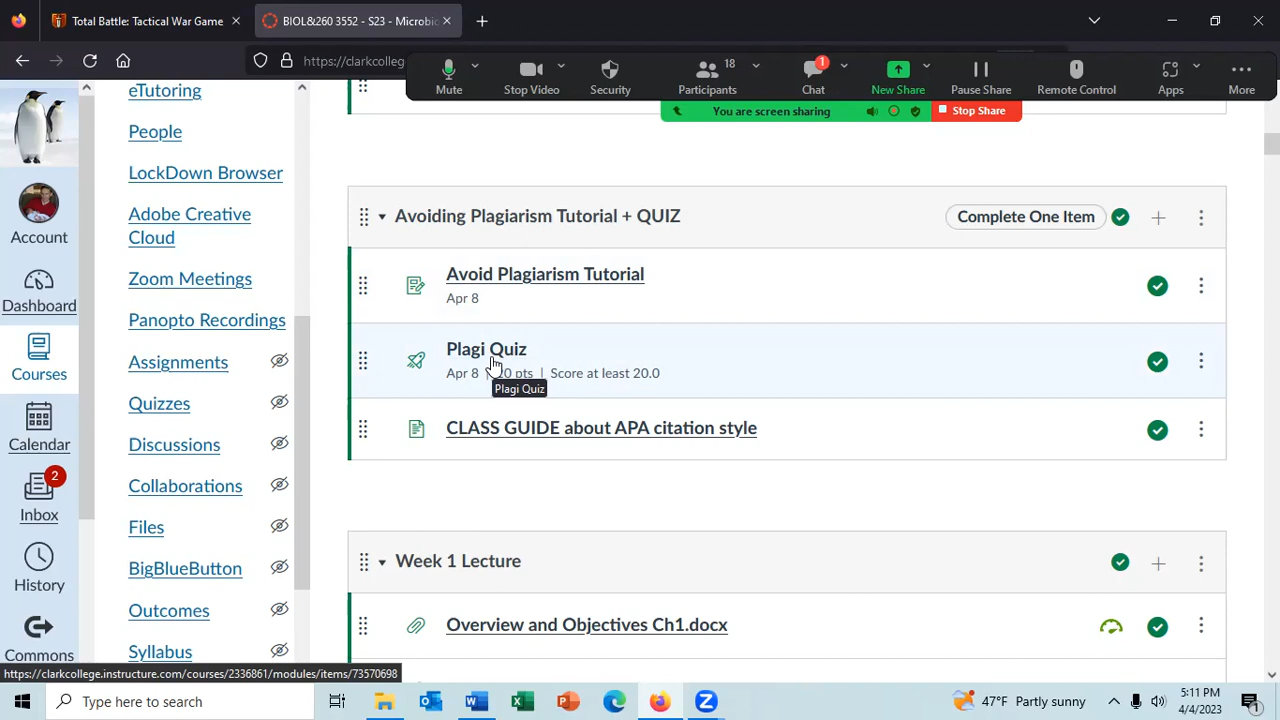 Total Battle: Tactical War Game
BIOL&260 3552 - S23 - Microbi
https://clarkcolleg
Mute
Stop Video
Security
18
Participants
1
Chat
New Share
Pause Share
Remote Control
Apps
More
You are screen sharing
Stop Share
Account
Dashboard
Courses
Calendar
2
Inbox
History
Commons
eTutoring
People
LockDown Browser
Adobe Creative
Cloud
Zoom Meetings
Panopto Recordings
Assignments
Quizzes
Discussions
Collaborations
Files
BigBlueButton
Outcomes
Syllabus
Avoiding Plagiarism Tutorial + QUIZ
Complete One Item
Avoid Plagiarism Tutorial
Apr 8
Plagi Quiz
Apr 8 | 20 pts | Score at least 20.0
Plagi Quiz
CLASS GUIDE about APA citation style
Week 1 Lecture
Overview and Objectives Ch1.docx
https://clarkcollege.instructure.com/courses/2336861/modules/items/73570698
Type here to search
47°F Partly sunny
5:11 PM
4/4/2023
1